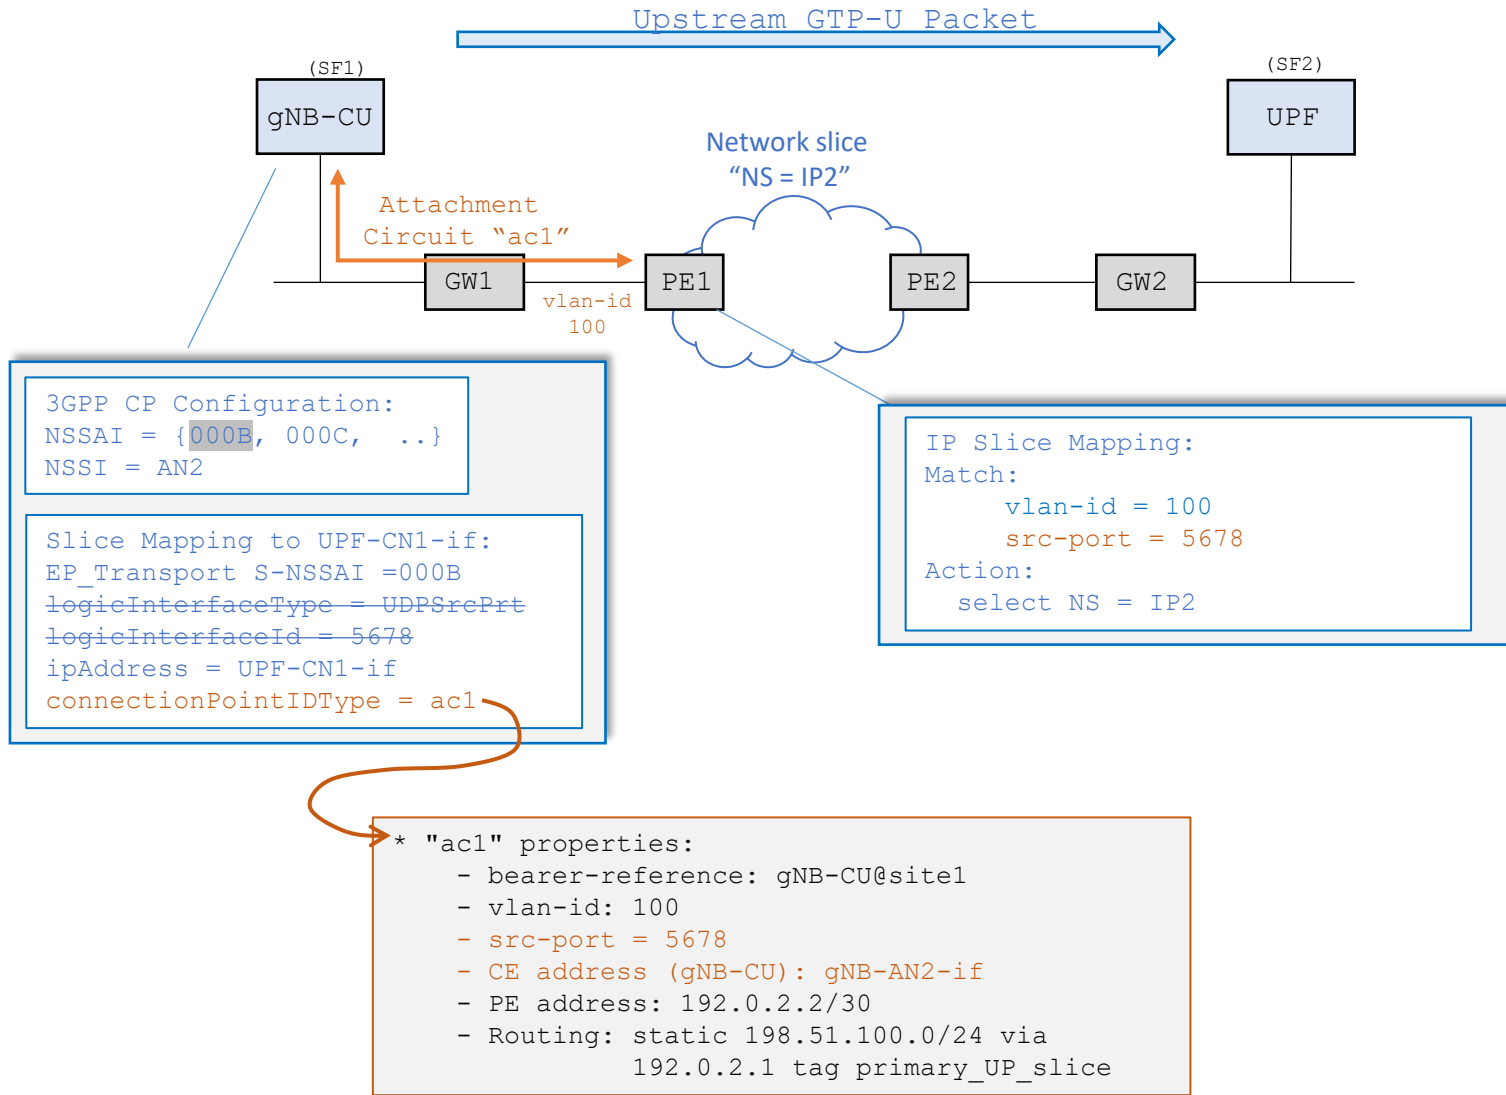 Upstream GTP-U Packet
(SF1)
(SF2)
gNB-CU
UPF
Network slice
“NS = IP2”
Attachment
Circuit “ac1”
GW1
PE1
PE2
GW2
vlan-id
100
3GPP CP Configuration:
NSSAI = {000B, 000C, ..}
NSSI = AN2
Slice Mapping to UPF-CN1-if:
EP_Transport S-NSSAI =000B
logicInterfaceType = UDPSrcPrt
logicInterfaceId = 5678
ipAddress = UPF-CN1-if
connectionPointIDType = ac1
IP Slice Mapping:
Match:
vlan-id = 100
src-port = 5678
Action:
select NS = IP2
* "ac1" properties:
- bearer-reference: gNB-CU@site1
- vlan-id: 100
- src-port = 5678
- CE address (gNB-CU): gNB-AN2-if
- PE address: 192.0.2.2/30
- Routing: static 198.51.100.0/24 via
192.0.2.1 tag primary_UP_slice